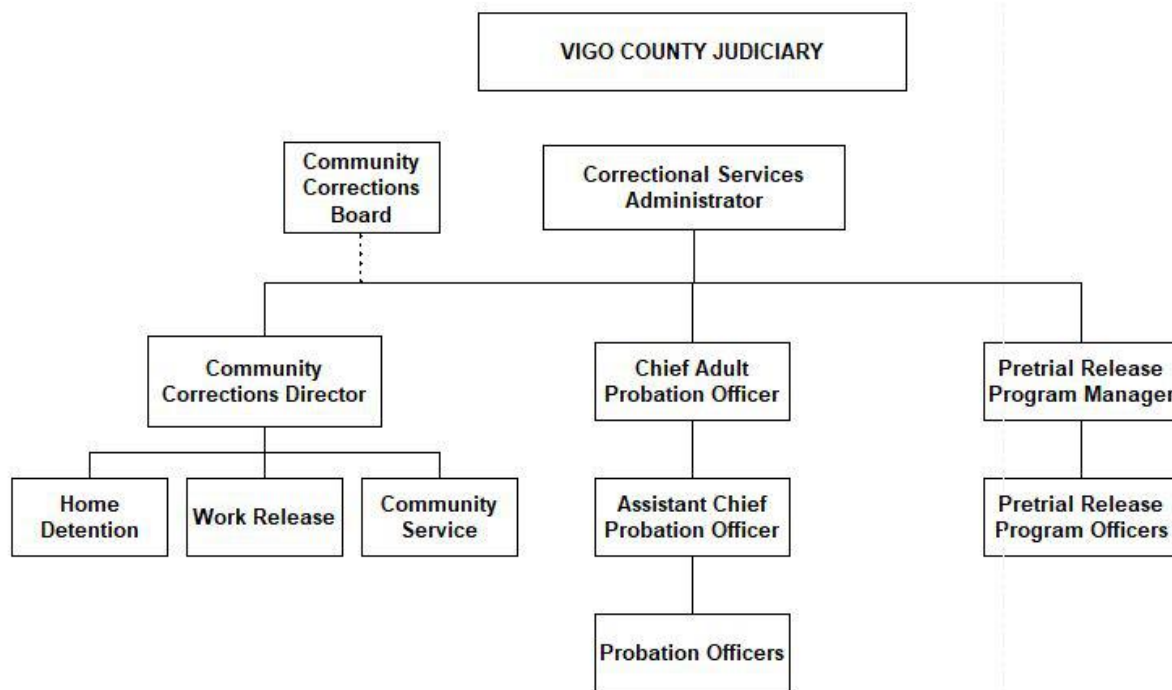 VIGO COUNTY JUDICIARY
Community
Corrections
Board
Correctional Services
Administrator
Community
Corrections Director
Chief Adult
Probation Officer
Pretrial Release
Program Manager
Home
Detention
Work Release
Community
Service
Assistant Chief
Probation Officer
Pretrial Release
Program Officers
Probation Officers